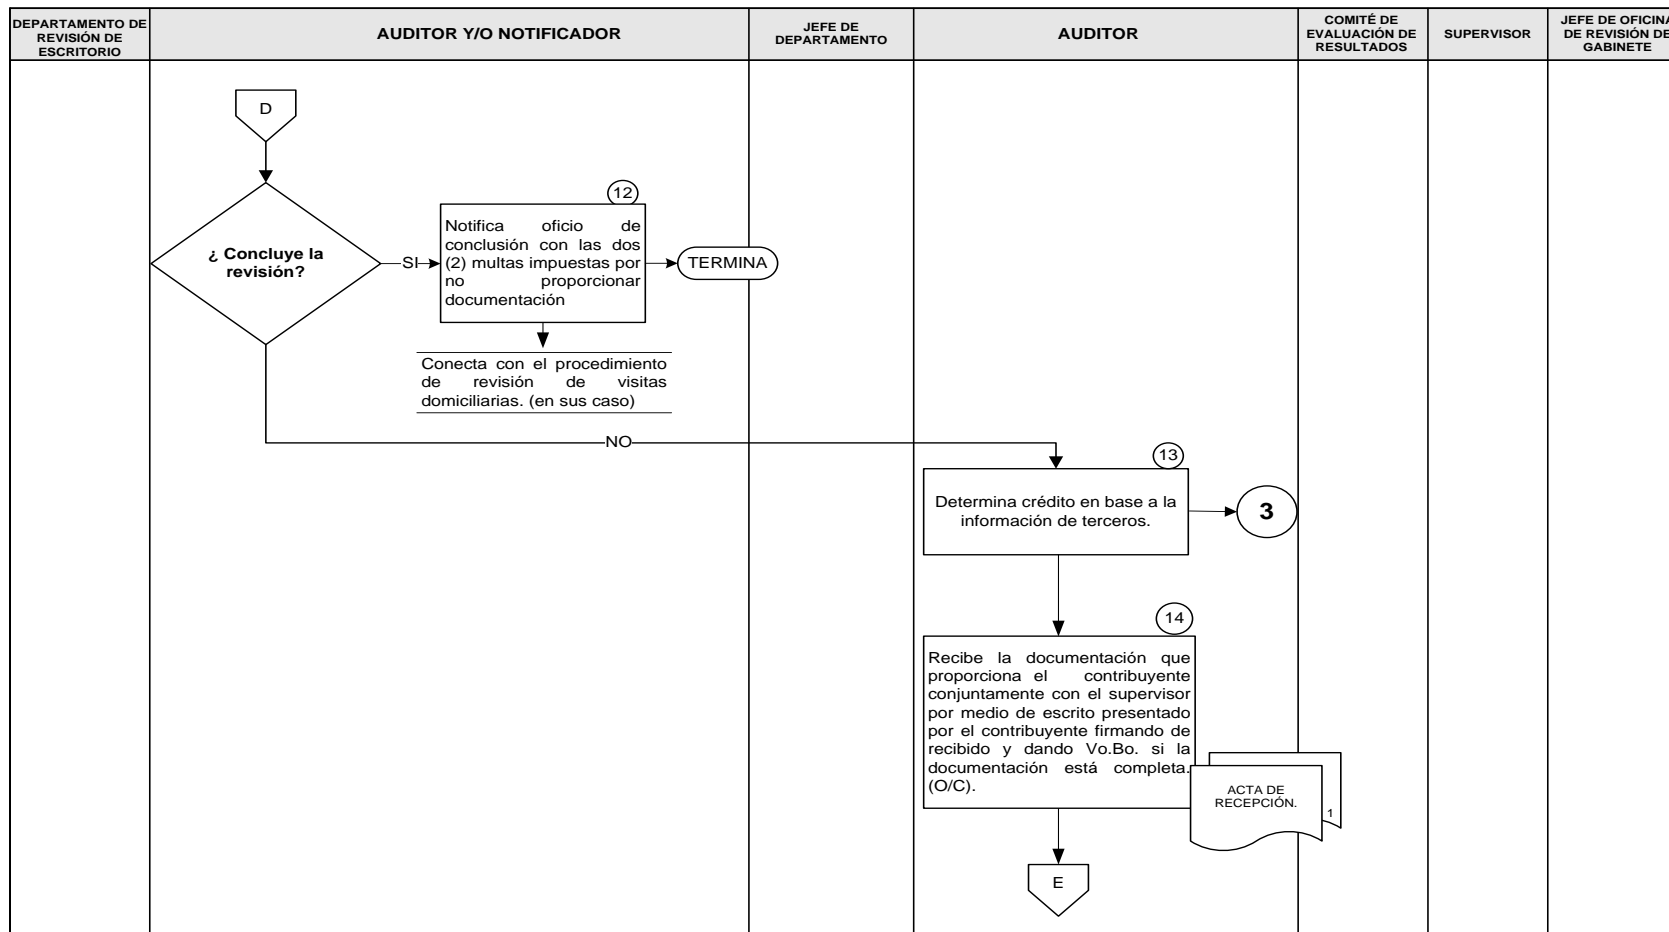 DEPARTAMENTO DE
REVISIÓN DE
ESCRITORIO
AUDITOR Y/O NOTIFICADOR
JEFE DE
DEPARTAMENTO
AUDITOR
COMITÉ DE
EVALUACIÓN DE
RESULTADOS
SUPERVISOR
JEFE DE OFICINA
DE REVISIÓN DE
GABINETE
D
¿ Concluye la
revisión?
SI
12
Notifica oficio de
conclusión con las dos
(2) multas impuestas por
no proporcionar
documentación
TERMINA
Conecta con el procedimiento
de revisión de visitas
domiciliarias. (en sus caso)
NO
13
Determina crédito en base a la
información de terceros.
3
14
Recibe la documentación que
proporciona el contribuyente
conjuntamente con el supervisor
por medio de escrito presentado
por el contribuyente firmando de
recibido y dando Vo.Bo. si la
documentación está completa.
(O/C).
ACTA DE
RECEPCIÓN.
1
E